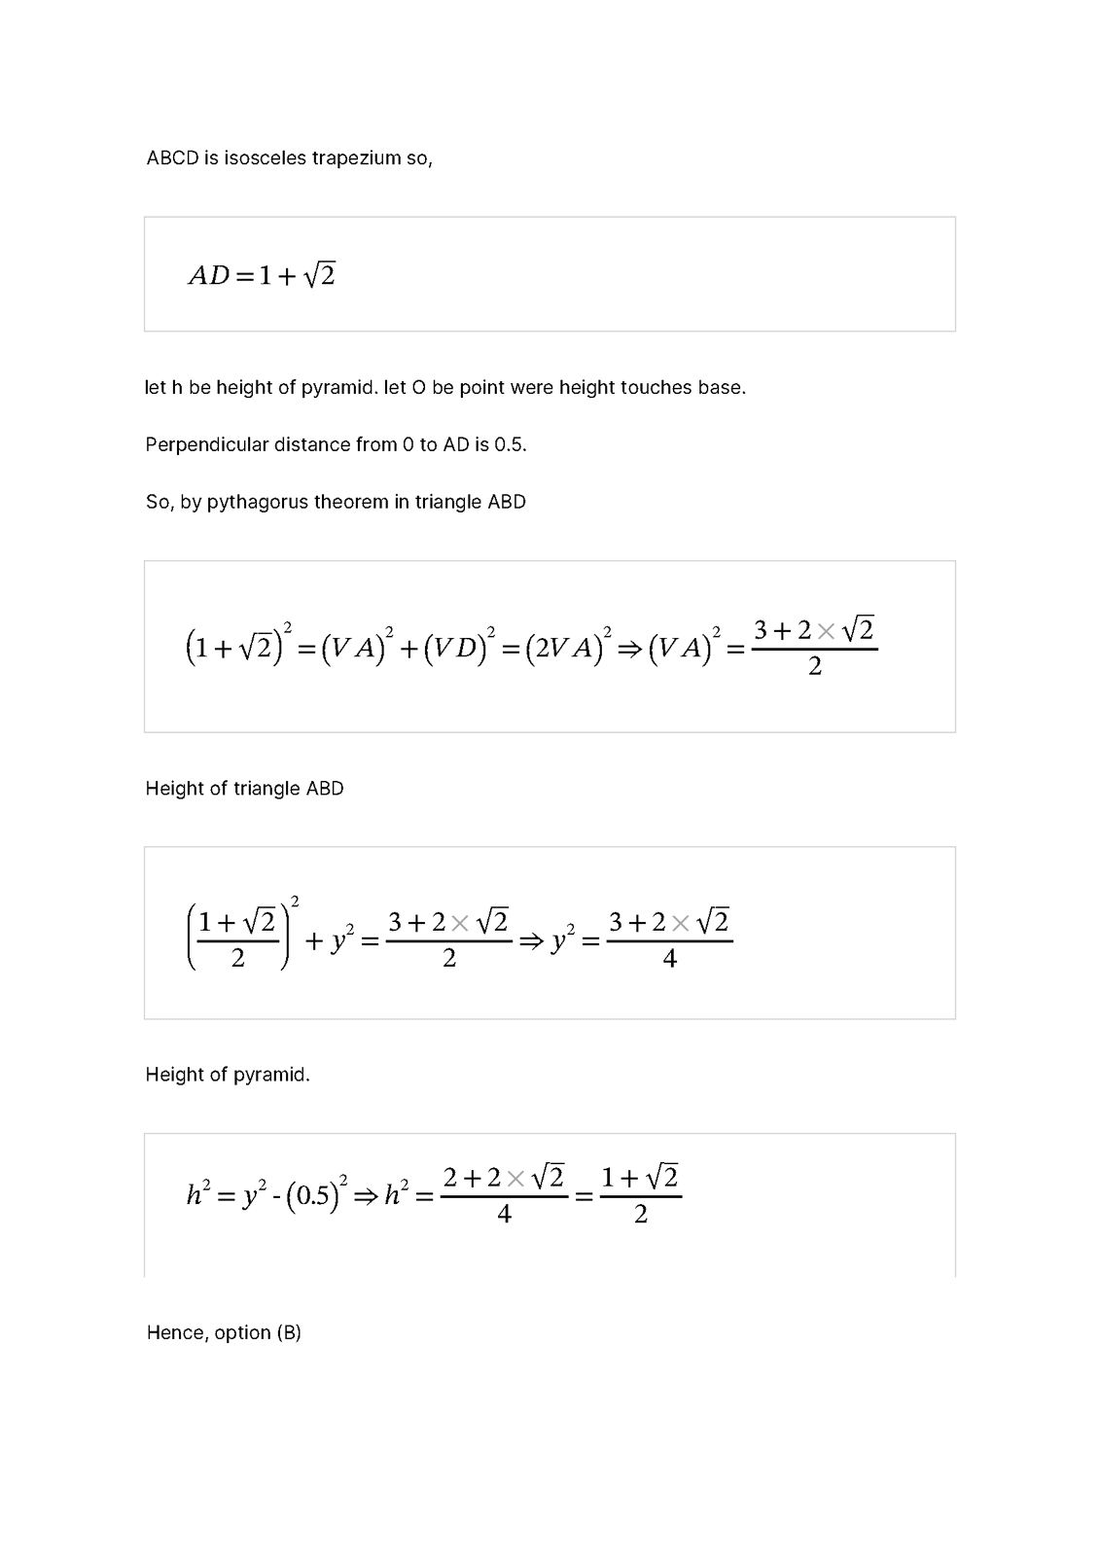 ABCD is isosceles trapezium so,
AD = 1 + √2
let h be height of pyramid. let O be point were height touches base.
Perpendicular distance from 0 to AD is 0.5.
So, by pythagorus theorem in triangle ABD
(1 + √2)² = (VA)² + (VD)² = (2VA)² ⇒ (VA)² = (3 + 2 × √2)/2
Height of triangle ABD
((1 + √2)/2)² + y² = (3 + 2 × √2)/2 ⇒ y² = (3 + 2 × √2)/4
Height of pyramid.
h² = y² - (0.5)² ⇒ h² = (2 + 2 × √2)/4 = (1 + √2)/2
Hence, option (B)